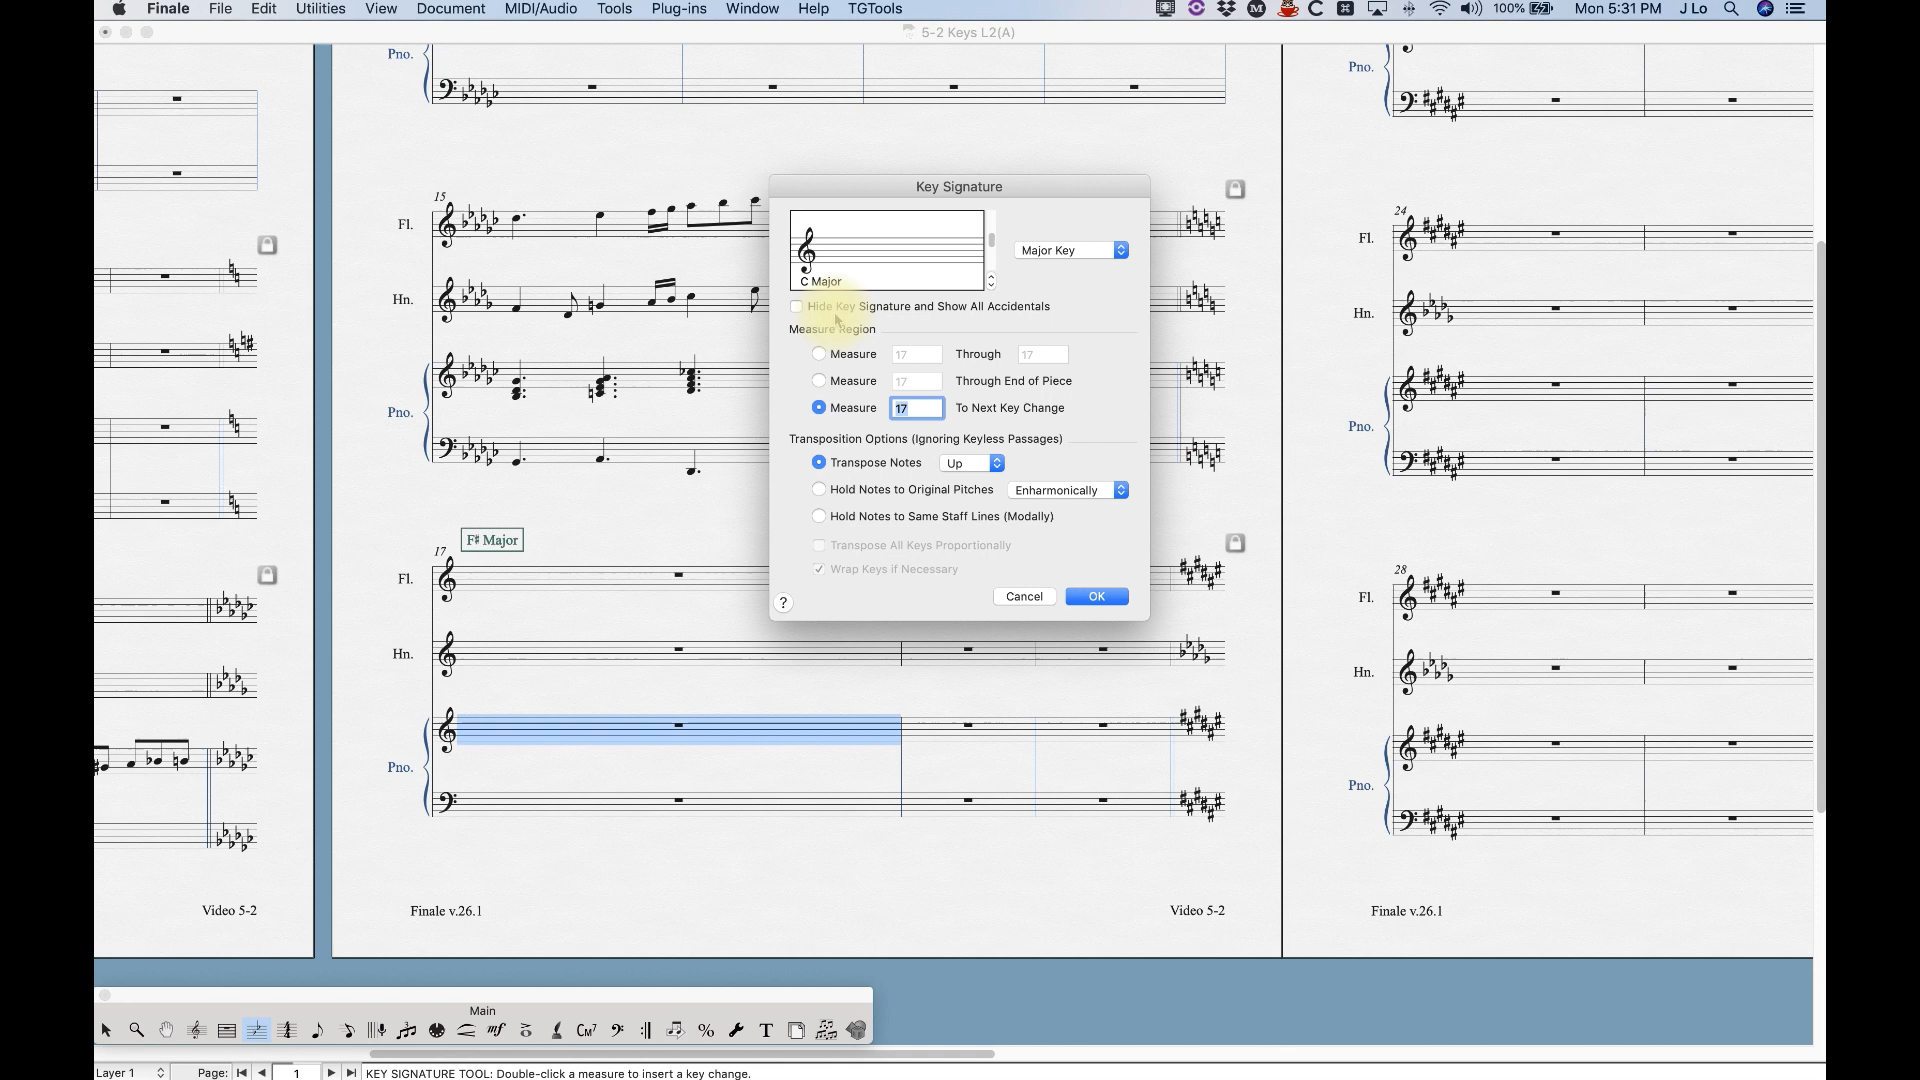 Finale File Edit Utilities View Document MIDI/Audio Tools Plug-ins Window Help TGTools 100% Mon 5:31 PM J Lo
5-2 Keys L2(A)
Pno.
Pno.
Key Signature
15
Fl.
Hn.
Pno.
C Major
Major Key
Hide Key Signature and Show All Accidentals
Measure Region
Measure 17 Through 17
Measure 17 Through End of Piece
Measure 17 To Next Key Change
Transposition Options (Ignoring Keyless Passages)
Transpose Notes Up
Hold Notes to Original Pitches Enharmonically
Hold Notes to Same Staff Lines (Modally)
Transpose All Keys Proportionally
Wrap Keys if Necessary
? Cancel OK
24
Fl.
Hn.
Pno.
F# Major
17
Fl.
Hn.
Pno.
28
Fl.
Hn.
Pno.
Video 5-2
Finale v.26.1
Video 5-2
Finale v.26.1
Main
mf CM7 % T
Layer 1 Page: 1 KEY SIGNATURE TOOL: Double-click a measure to insert a key change.